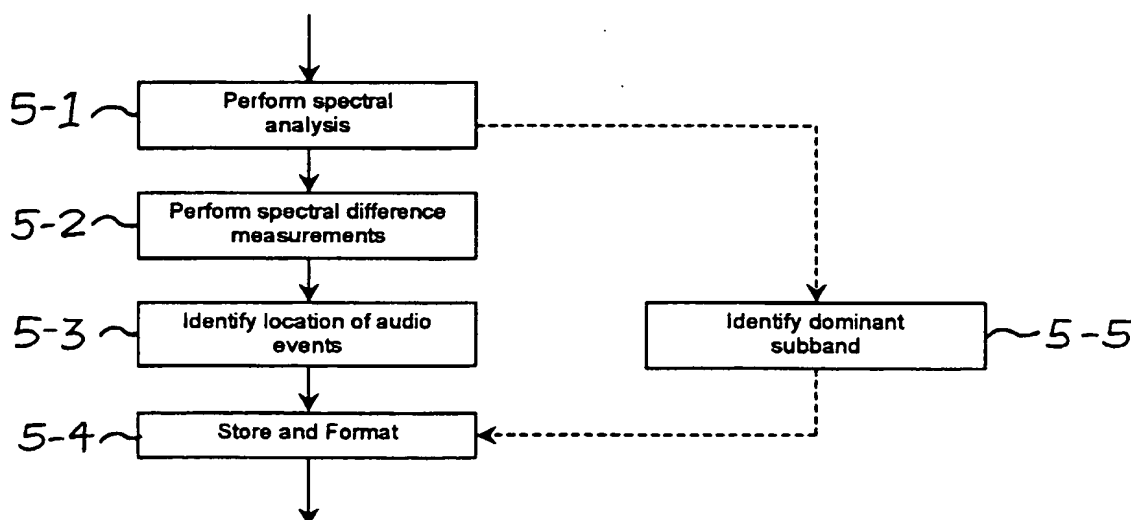 5-1
Perform spectral
analysis
5-2
Perform spectral difference
measurements
5-3
Identify location of audio
events
Identify dominant
subband
5-5
5-4
Store and Format